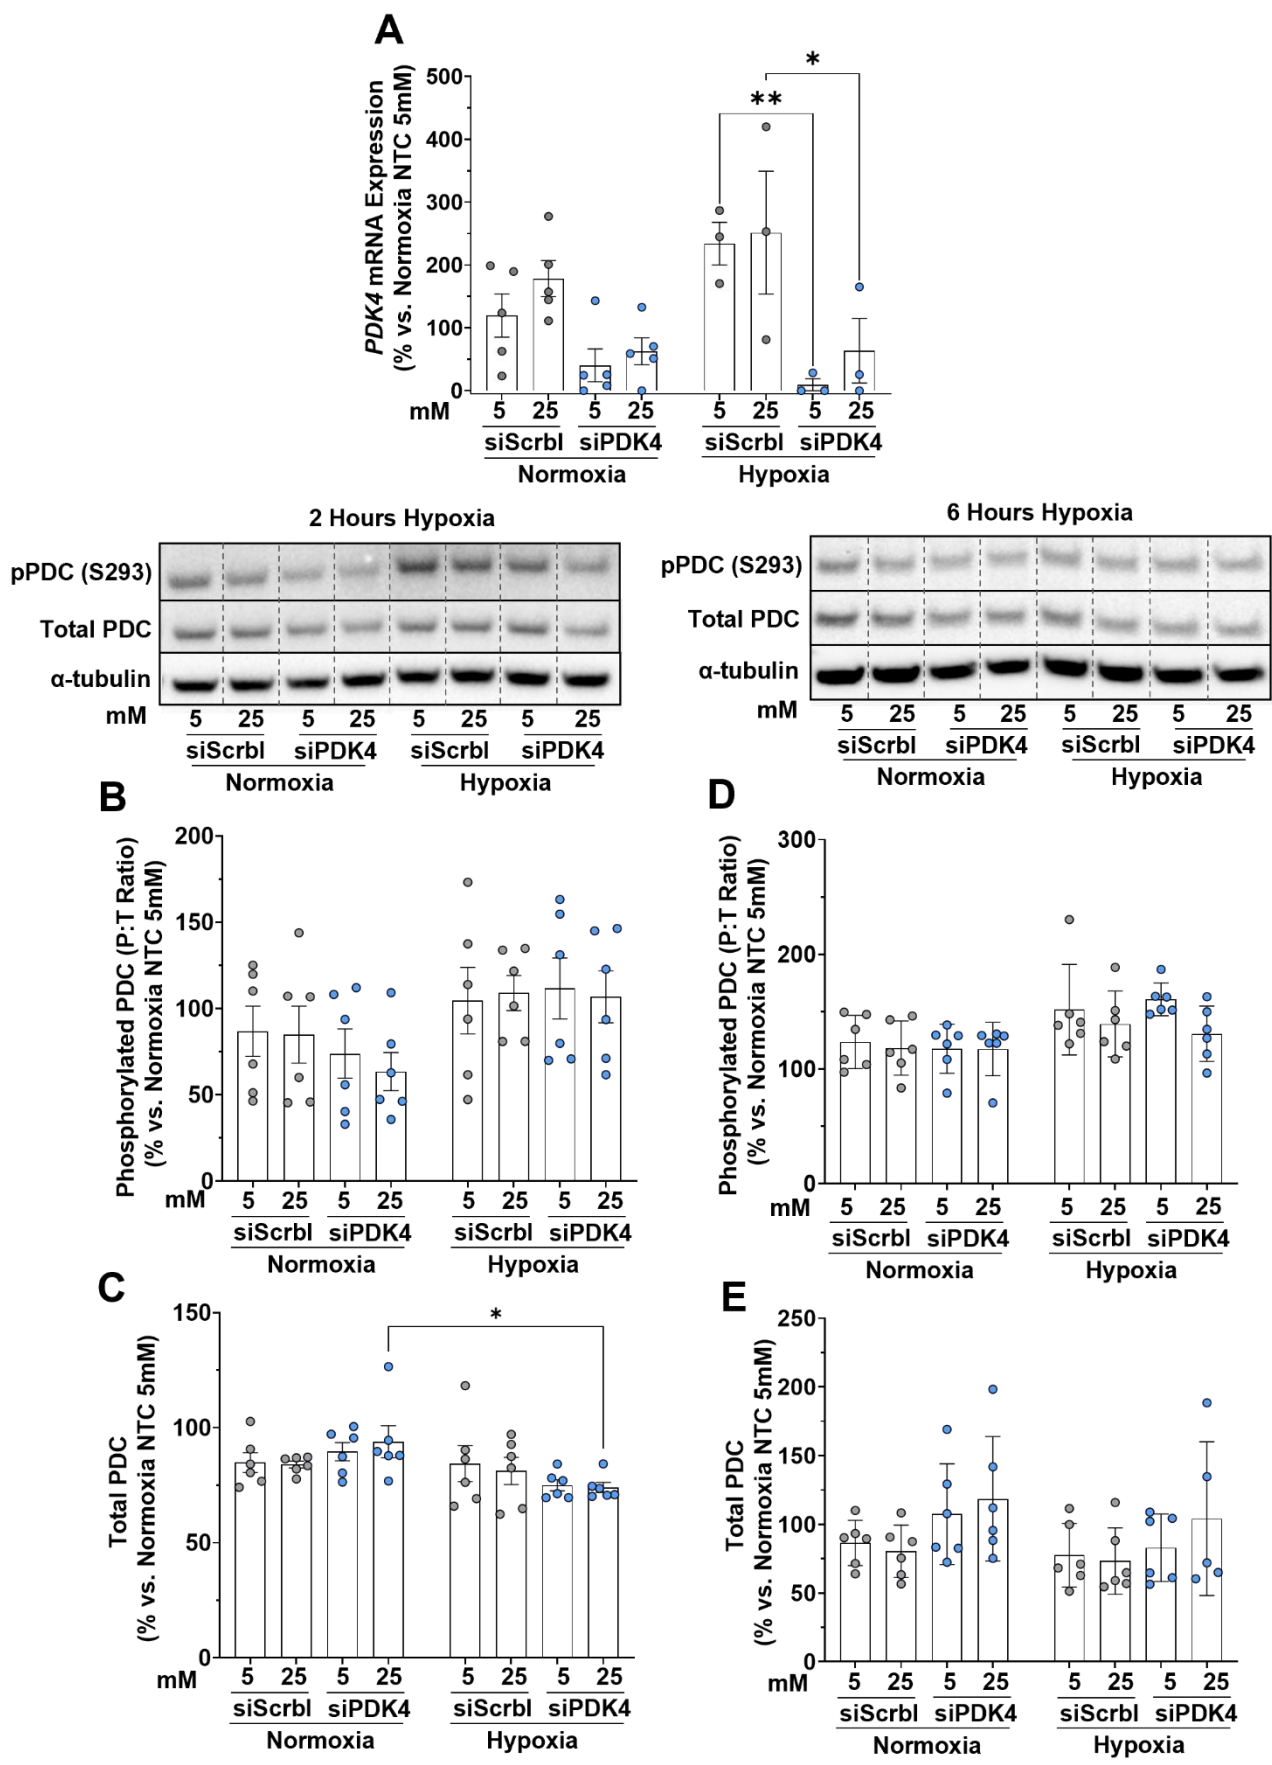 A
PDK4 mRNA Expression
(% vs. Normoxia NTC 5mM)
500
400
300
200
100
0
**
*
mM 5 25 5 25 5 25 5 25
siScrbl siPDK4 siScrbl siPDK4
Normoxia Hypoxia
2 Hours Hypoxia
pPDC (S293)
Total PDC
α-tubulin
mM 5 25 5 25 5 25 5 25
siScrbl siPDK4 siScrbl siPDK4
Normoxia Hypoxia
6 Hours Hypoxia
pPDC (S293)
Total PDC
α-tubulin
mM 5 25 5 25 5 25 5 25
siScrbl siPDK4 siScrbl siPDK4
Normoxia Hypoxia
B
Phosphorylated PDC (P:T Ratio)
(% vs. Normoxia NTC 5mM)
200
150
100
50
0
mM 5 25 5 25 5 25 5 25
siScrbl siPDK4 siScrbl siPDK4
Normoxia Hypoxia
D
Phosphorylated PDC (P:T Ratio)
(% vs. Normoxia NTC 5mM)
300
200
100
0
mM 5 25 5 25 5 25 5 25
siScrbl siPDK4 siScrbl siPDK4
Normoxia Hypoxia
C
Total PDC
(% vs. Normoxia NTC 5mM)
150
100
50
0
*
mM 5 25 5 25 5 25 5 25
siScrbl siPDK4 siScrbl siPDK4
Normoxia Hypoxia
E
Total PDC
(% vs. Normoxia NTC 5mM)
250
200
150
100
50
0
mM 5 25 5 25 5 25 5 25
siScrbl siPDK4 siScrbl siPDK4
Normoxia Hypoxia